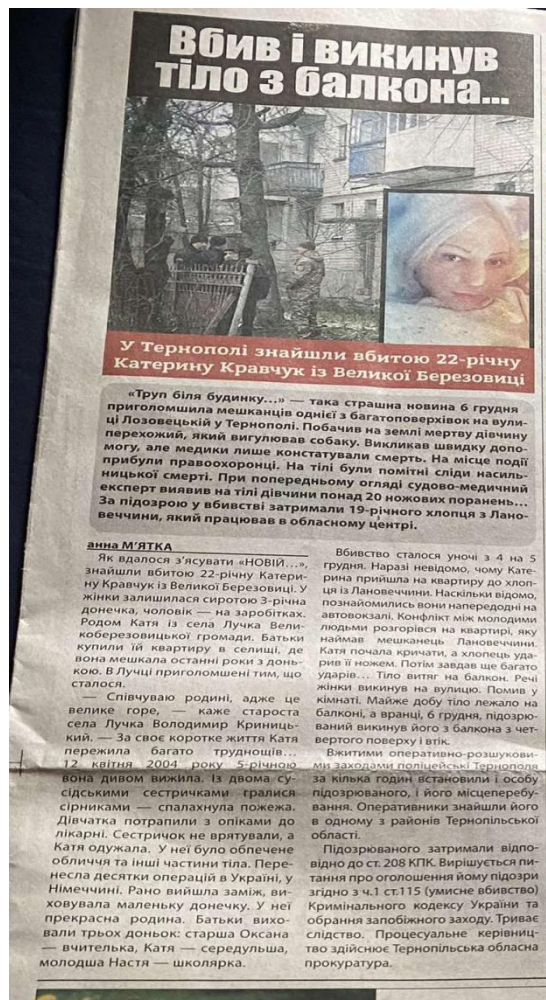 Вбив і викинув
тіло з балкона...
У Тернополі знайшли вбитою 22-річну
Катерину Кравчук із Великої Березовиці
«Труп біля будинку...» — така страшна новина 6 грудня
приголомшила мешканців однієї з багатоповерхівок на вули-
ці Лозовецькій у Тернополі. Побачив на землі мертву дівчину
перехожий, який вигулював собаку. Викликав швидку допо-
могу, але медики лише констатували смерть. На місце події
прибули правоохоронці. На тілі були помітні сліди насиль-
ницької смерті. При попередньому огляді судово-медичний
експерт виявив на тілі дівчини понад 20 ножових поранень...
За підозрою у вбивстві затримали 19-річного хлопця з Лано-
веччини, який працював в обласному центрі.
анна М'ЯТКА
Як вдалося з'ясувати «НОВІЙ...»,
знайшли вбитою 22-річну Катери-
ну Кравчук із Великої Березовиці. У
жінки залишилася сиротою 3-річна
донечка, чоловік — на заробітках.
Родом Катя із села Лучка Вели-
коберезовицької громади. Батьки
купили їй квартиру в селищі, де
вона мешкала останні роки з донь-
кою. В Лучці приголомшені тим, що
сталося.
— Співчуваю родині, адже це
велике горе, — каже староста
села Лучка Володимир Криниць-
кий. — За своє коротке життя Катя
пережила багато труднощів...
12 квітня 2004 року 5-річною
вона дивом вижила. Із двома су-
сідськими сестричками гралися
сірниками — спалахнула пожежа.
Дівчатка потрапили з опіками до
лікарні. Сестричок не врятували, а
Катя одужала. У неї було обпечене
обличчя та інші частини тіла. Пере-
несла десятки операцій в Україні, у
Німеччині. Рано вийшла заміж, ви-
ховувала маленьку донечку. У неї
прекрасна родина. Батьки вихо-
вали трьох доньок: старша Оксана
— вчителька, Катя — середульша,
молодша Настя — школярка.
Вбивство сталося уночі з 4 на 5
грудня. Наразі невідомо, чому Кате-
рина прийшла на квартиру до хлоп-
ця із Лановеччини. Наскільки відомо,
познайомились вони напередодні на
автовокзалі. Конфлікт між молодими
людьми розгорівся на квартирі, яку
наймав мешканець Лановеччини.
Катя почала кричати, а хлопець уда-
рив її ножем. Потім завдав ще багато
ударів... Тіло витяг на балкон. Речі
жінки викинув на вулицю. Помив у
кімнаті. Майже добу тіло лежало на
балконі, а вранці, 6 грудня, підозрю-
ваний викинув його з балкона з чет-
вертого поверху і втік.
Вжитими оперативно-розшукови-
ми заходами поліцейські Тернополя
за кілька годин встановили і особу
підозрюваного, і його місцеперебу-
вання. Оперативники знайшли його
в одному з районів Тернопільської
області.
Підозрюваного затримали відпо-
відно до ст. 208 КПК. Вирішується пи-
тання про оголошення йому підозри
згідно з ч.1 ст.115 (умисне вбивство)
Кримінального кодексу України та
обрання запобіжного заходу. Триває
слідство. Процесуальне керівниц-
тво здійснює Тернопільська обласна
прокуратура.